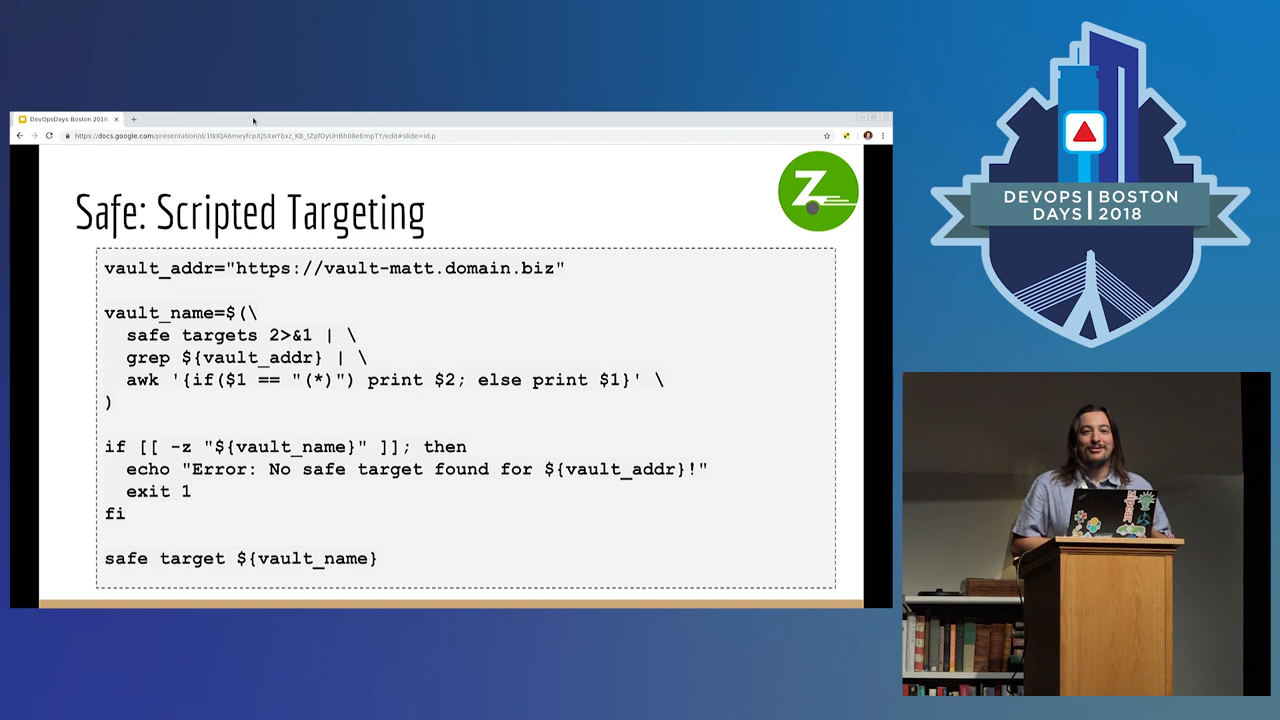 DevOpsDays Boston 2018
Safe: Scripted Targeting
vault_addr="https://vault-matt.domain.biz"
vault_name=$(\
safe targets 2>&1 | \
grep ${vault_addr} | \
awk '{if($1 == "(*)") print $2; else print $1}' \
)
if [[ -z "${vault_name}" ]]; then
echo "Error: No safe target found for ${vault_addr}!"
exit 1
fi
safe target ${vault_name}
DEVOPS BOSTON
DAYS 2018
zipcar